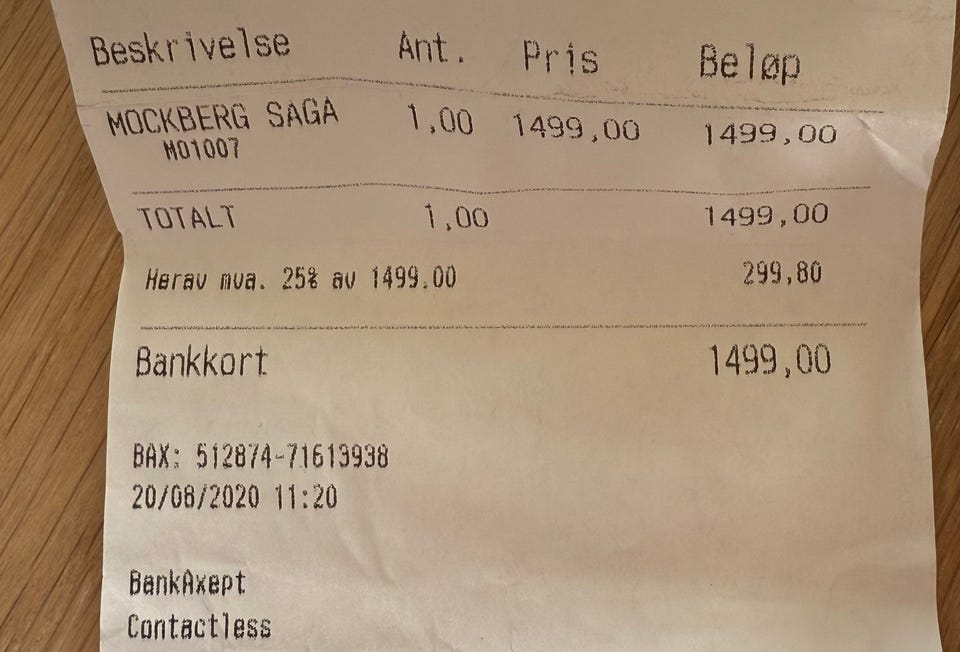 Beskrivelse Ant. Pris Beløp
MOCKBERG SAGA 1,00 1499,00 1499,00
MO1007
TOTALT 1,00 1499,00
Herav mva. 25% av 1499.00 299,80
Bankkort 1499,00
BAX: 512874-71613938
20/08/2020 11:20
BankAxept
Contactless